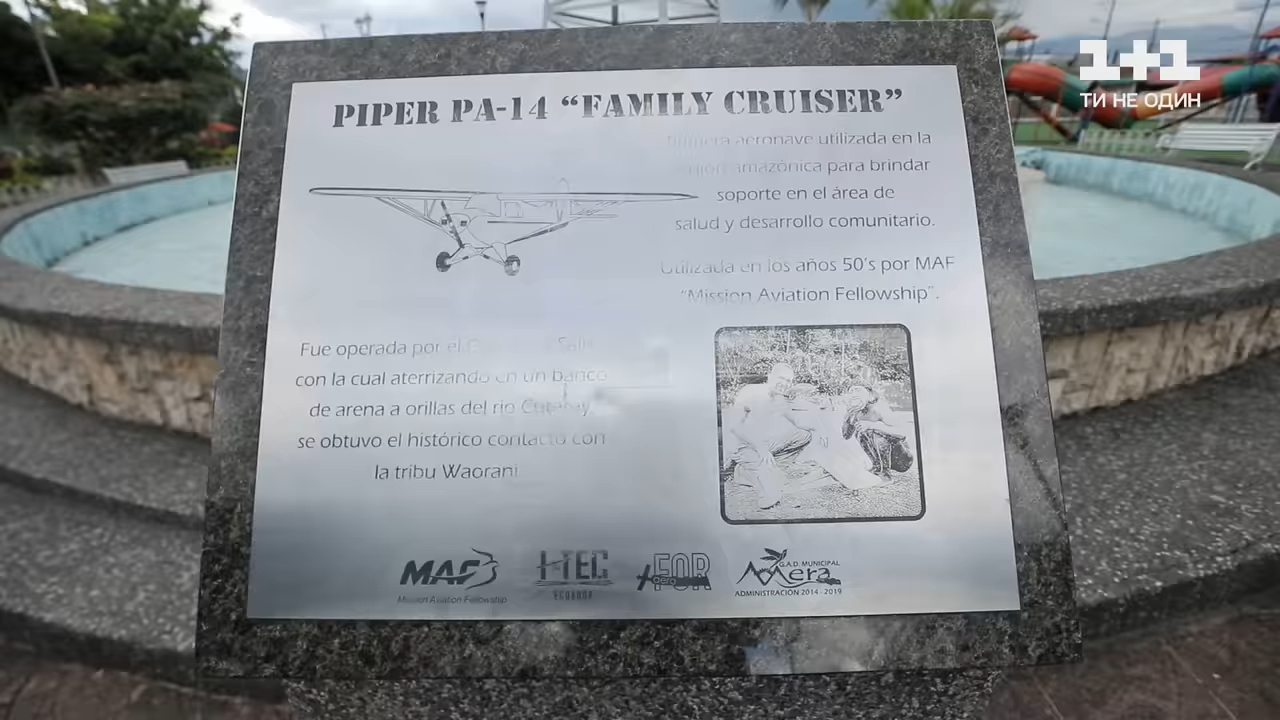 1+1
ТИ НЕ ОДИН
PIPER PA-14 “FAMILY CRUISER”
aeronave utilizada en la
amazónica para brindar
soporte en el área de
salud y desarrollo comunitario.
Utilizada en los años 50's por MAF
“Mission Aviation Fellowship”.
Fue operada por el
con la cual aterrizando en un banco
de arena a orillas del rio
se obtuvo el histórico contacto con
la tribu Waorani
MAF
Mission Aviation Fellowship
I-TEC
ECUADOR
FOR
aero
G.A.D. MUNICIPAL
Mera
ADMINISTRACIÓN 2014 - 2019